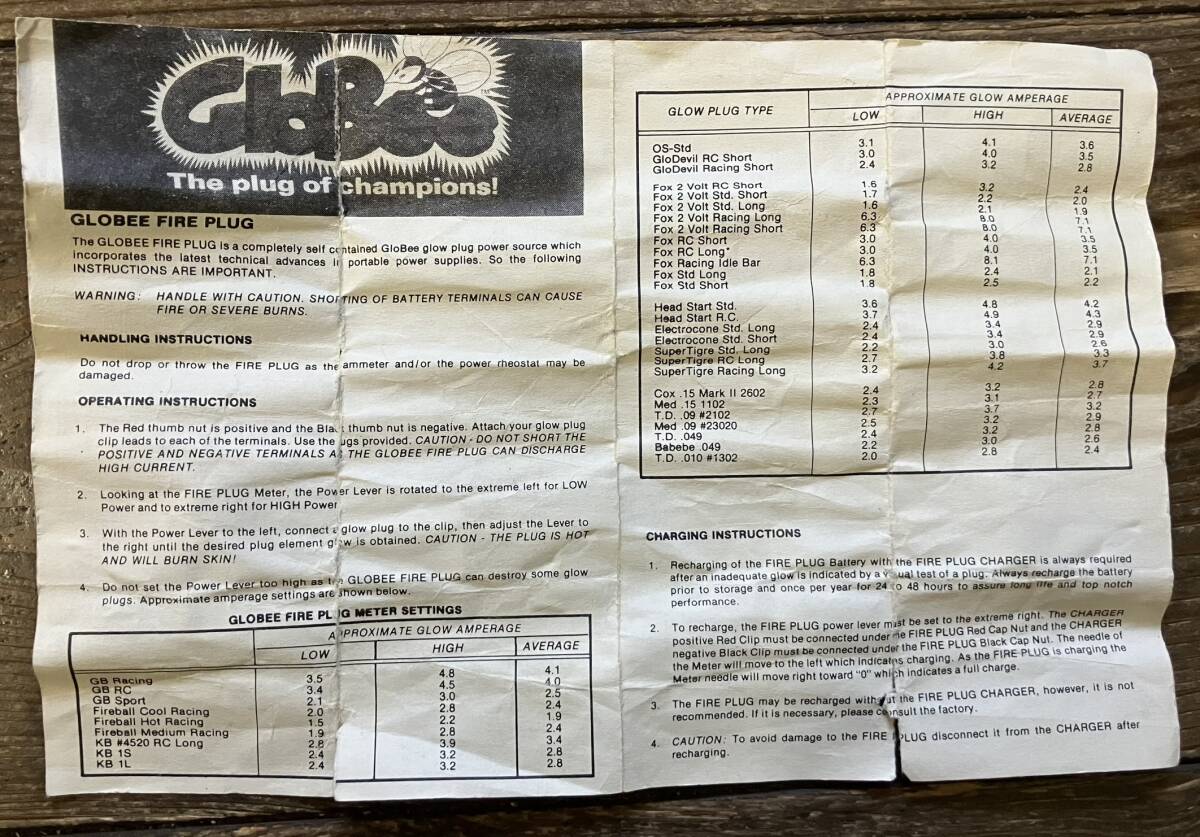 GloBee
TM
The plug of champions!
GLOBEE FIRE PLUG
The GLOBEE FIRE PLUG is a completely self contained GloBee glow plug power source which
incorporates the latest technical advances in portable power supplies. So the following
INSTRUCTIONS ARE IMPORTANT.
WARNING: HANDLE WITH CAUTION. SHORTING OF BATTERY TERMINALS CAN CAUSE
FIRE OR SEVERE BURNS.
HANDLING INSTRUCTIONS
Do not drop or throw the FIRE PLUG as the ammeter and/or the power rheostat may be
damaged.
OPERATING INSTRUCTIONS
1. The Red thumb nut is positive and the Black thumb nut is negative. Attach your glow plug
clip leads to each of the terminals. Use the lugs provided. CAUTION - DO NOT SHORT THE
POSITIVE AND NEGATIVE TERMINALS AS THE GLOBEE FIRE PLUG CAN DISCHARGE
HIGH CURRENT.
2. Looking at the FIRE PLUG Meter, the Power Lever is rotated to the extreme left for LOW
Power and to extreme right for HIGH Power
3. With the Power Lever to the left, connect a glow plug to the clip, then adjust the Lever to
the right until the desired plug element glow is obtained. CAUTION - THE PLUG IS HOT
AND WILL BURN SKIN!
4. Do not set the Power Lever too high as the GLOBEE FIRE PLUG can destroy some glow
plugs. Approximate amperage settings are shown below.
GLOBEE FIRE PLUG METER SETTINGS
APPROXIMATE GLOW AMPERAGE
LOW HIGH AVERAGE
GB Racing 3.5 4.8 4.1
GB RC 3.4 4.5 4.0
GB Sport 2.1 3.0 2.5
Fireball Cool Racing 2.0 2.8 2.4
Fireball Hot Racing 1.5 2.2 1.9
Fireball Medium Racing 1.9 2.8 2.4
KB #4520 RC Long 2.8 3.9 3.4
KB 1S 2.4 3.2 2.8
KB 1L 2.4 3.2 2.8
GLOW PLUG TYPE APPROXIMATE GLOW AMPERAGE
LOW HIGH AVERAGE
OS-Std 3.1 4.1 3.6
GloDevil RC Short 3.0 4.0 3.5
GloDevil Racing Short 2.4 3.2 2.8
Fox 2 Volt RC Short 1.6 3.2 2.4
Fox 2 Volt Std. Short 1.7 2.2 2.0
Fox 2 Volt Std. Long 1.6 2.1 1.9
Fox 2 Volt Racing Long 6.3 8.0 7.1
Fox 2 Volt Racing Short 6.3 8.0 7.1
Fox RC Short 3.0 4.0 3.5
Fox RC Long* 3.0 4.0 3.5
Fox Racing Idle Bar 6.3 8.1 7.1
Fox Std Long 1.8 2.4 2.1
Fox Std Short 1.8 2.5 2.2
Head Start Std. 3.6 4.8 4.2
Head Start R.C. 3.7 4.9 4.3
Electrocone Std. Long 2.4 3.4 2.9
Electrocone Std. Short 2.4 3.4 2.9
SuperTigre Std. Long 2.2 3.0 2.6
SuperTigre RC Long 2.7 3.8 3.3
SuperTigre Racing Long 3.2 4.2 3.7
Cox .15 Mark II 2602 2.4 3.2 2.8
Med .15 1102 2.3 3.1 2.7
T.D. .09 #2102 2.7 3.7 3.2
Med .09 #23020 2.5 3.2 2.9
T.D. .049 2.4 3.2 2.8
Babebe .049 2.2 3.0 2.6
T.D. .010 #1302 2.0 2.8 2.4
CHARGING INSTRUCTIONS
1. Recharging of the FIRE PLUG Battery with the FIRE PLUG CHARGER is always required
after an inadequate glow is indicated by a visual test of a plug. Always recharge the battery
prior to storage and once per year for 24 to 48 hours to assure long life and top notch
performance.
2. To recharge, the FIRE PLUG power lever must be set to the extreme right. The CHARGER
positive Red Clip must be connected under the FIRE PLUG Red Cap Nut and the CHARGER
negative Black Clip must be connected under the FIRE PLUG Black Cap Nut. The needle of
the Meter will move to the left which indicates charging. As the FIRE PLUG is charging the
Meter needle will move right toward "0" which indicates a full charge.
3. The FIRE PLUG may be recharged without the FIRE PLUG CHARGER, however, it is not
recommended. If it is necessary, please consult the factory.
4. CAUTION: To avoid damage to the FIRE PLUG disconnect it from the CHARGER after
recharging.